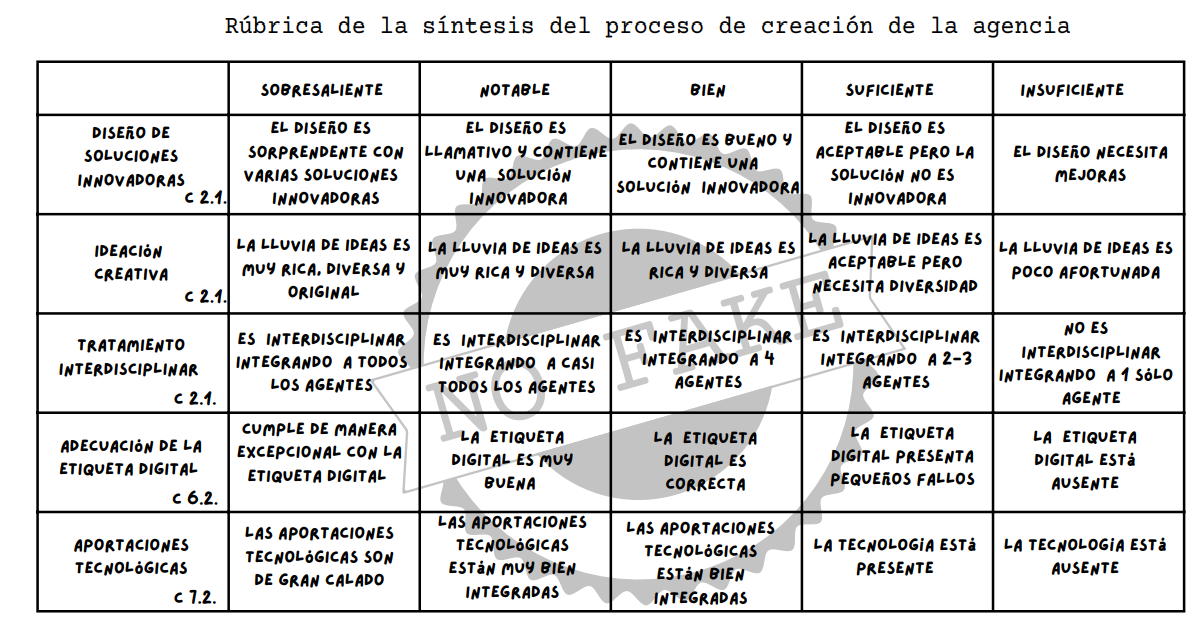 Rúbrica de la síntesis del proceso de creación de la agencia
SOBRESALIENTE
NOTABLE
BIEN
SUFICIENTE
INSUFICIENTE
DISEÑO DE
SOLUCIONES
INNOVADORAS
C 2.1.
EL DISEÑO ES
SORPRENDENTE CON
VARIAS SOLUCIONES
INNOVADORAS
EL DISEÑO ES
LLAMATIVO Y CONTIENE
UNA SOLUCIÓN
INNOVADORA
EL DISEÑO ES BUENO Y
CONTIENE UNA
SOLUCIÓN INNOVADORA
EL DISEÑO ES
ACEPTABLE PERO LA
SOLUCIÓN NO ES
INNOVADORA
EL DISEÑO NECESITA
MEJORAS
IDEACIÓN
CREATIVA
C 2.1.
LA LLUVIA DE IDEAS ES
MUY RICA, DIVERSA Y
ORIGINAL
LA LLUVIA DE IDEAS ES
MUY RICA Y DIVERSA
LA LLUVIA DE IDEAS ES
RICA Y DIVERSA
LA LLUVIA DE IDEAS ES
ACEPTABLE PERO
NECESITA DIVERSIDAD
LA LLUVIA DE IDEAS ES
POCO AFORTUNADA
TRATAMIENTO
INTERDISCIPLINAR
C 2.1.
ES INTERDISCIPLINAR
INTEGRANDO A TODOS
LOS AGENTES
ES INTERDISCIPLINAR
INTEGRANDO A CASI
TODOS LOS AGENTES
ES INTERDISCIPLINAR
INTEGRANDO A 4
AGENTES
ES INTERDISCIPLINAR
INTEGRANDO A 2-3
AGENTES
NO ES
INTERDISCIPLINAR
INTEGRANDO A 1 SÓLO
AGENTE
ADECUACIÓN DE LA
ETIQUETA DIGITAL
C 6.2.
CUMPLE DE MANERA
EXCEPCIONAL CON LA
ETIQUETA DIGITAL
LA ETIQUETA
DIGITAL ES MUY
BUENA
LA ETIQUETA
DIGITAL ES
CORRECTA
LA ETIQUETA
DIGITAL PRESENTA
PEQUEÑOS FALLOS
LA ETIQUETA
DIGITAL ESTÁ
AUSENTE
APORTACIONES
TECNOLÓGICAS
C 7.2.
LAS APORTACIONES
TECNOLÓGICAS SON
DE GRAN CALADO
LAS APORTACIONES
TECNOLÓGICAS
ESTÁN MUY BIEN
INTEGRADAS
LAS APORTACIONES
TECNOLÓGICAS
ESTÁN BIEN
INTEGRADAS
LA TECNOLOGÍA ESTÁ
PRESENTE
LA TECNOLOGÍA ESTÁ
AUSENTE
NO FAKE